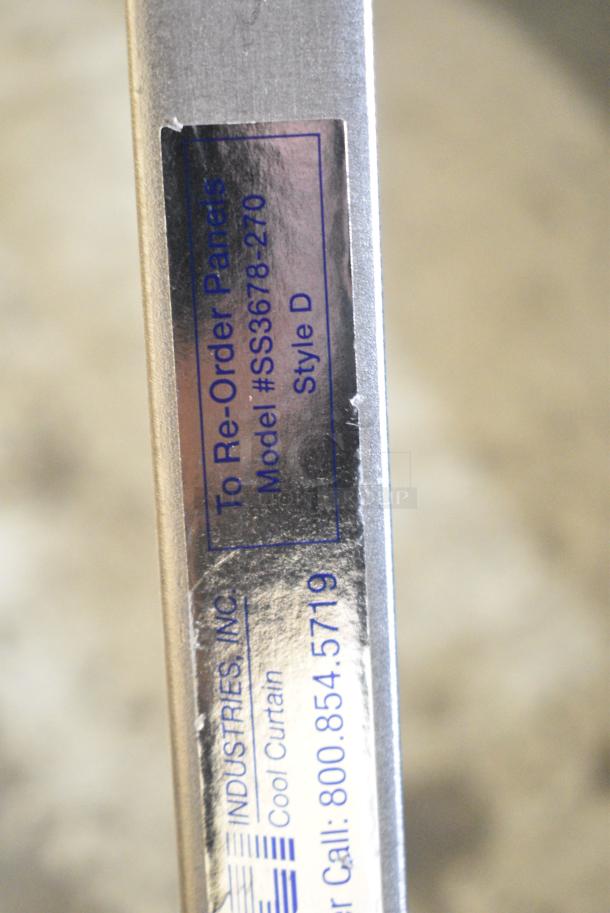 To Re-Order Panels
Model #SS3678-270
Style D
INDUSTRIES, INC.
Cool Curtain
r Call: 800.854.5719